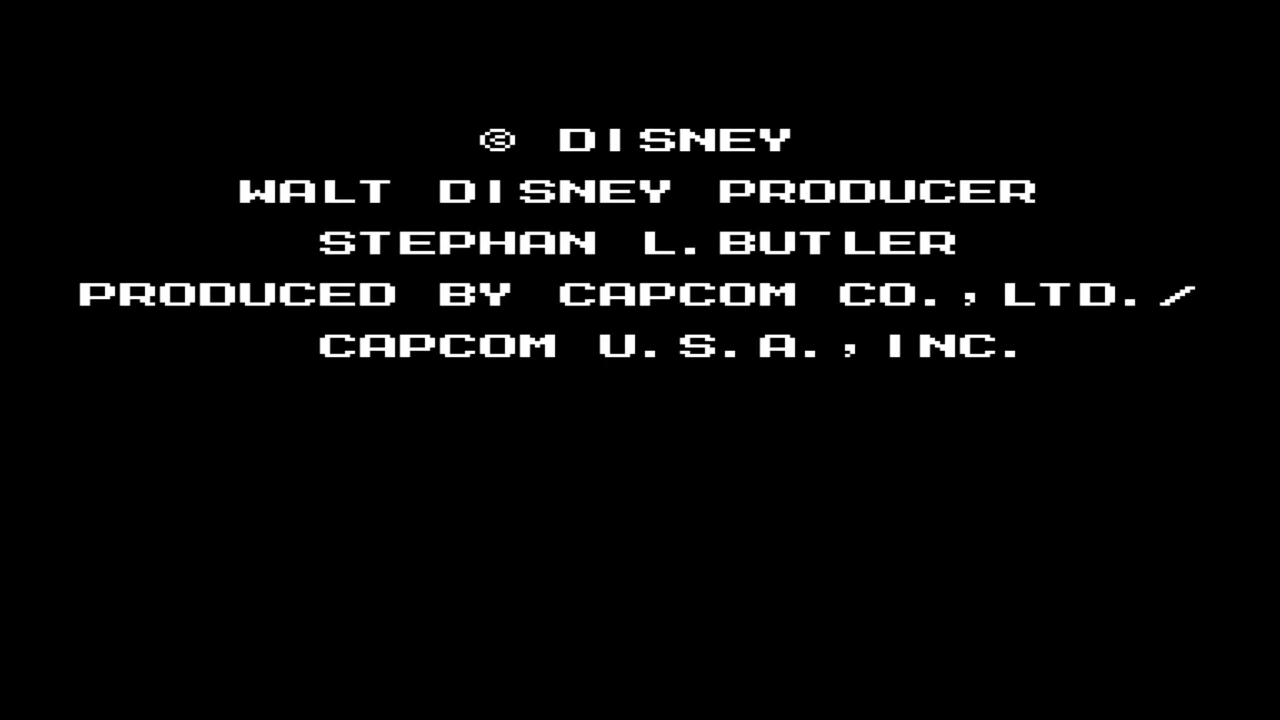 © DISNEY
WALT DISNEY PRODUCER
STEPHAN L.BUTLER
PRODUCED BY CAPCOM CO.,LTD./
CAPCOM U.S.A.,INC.